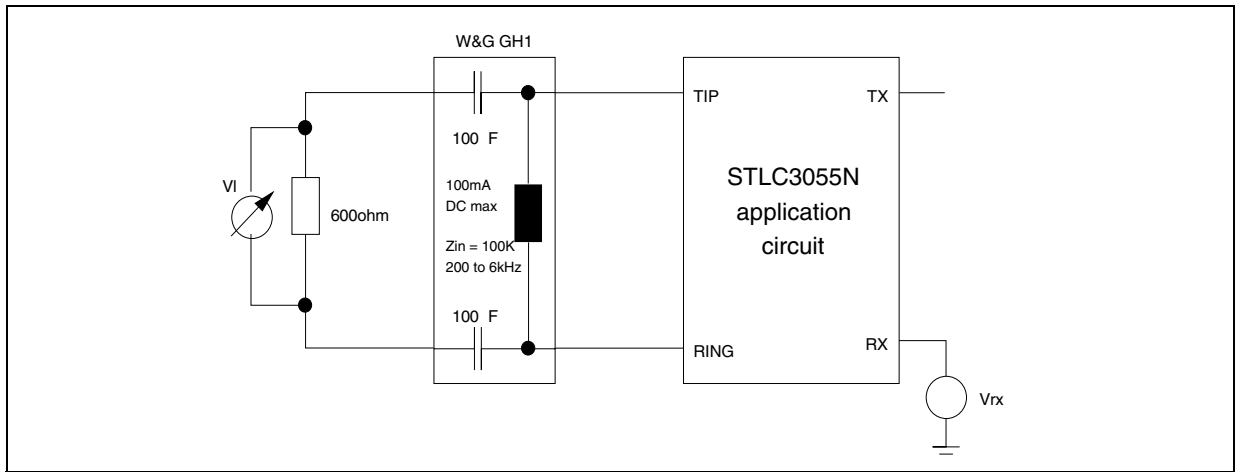 W&G GH1
TIP
TX
100 F
VI
100mA
DC max
600ohm
Zin = 100K
200 to 6kHz
STLC3055N
application
circuit
100 F
RING
RX
Vrx